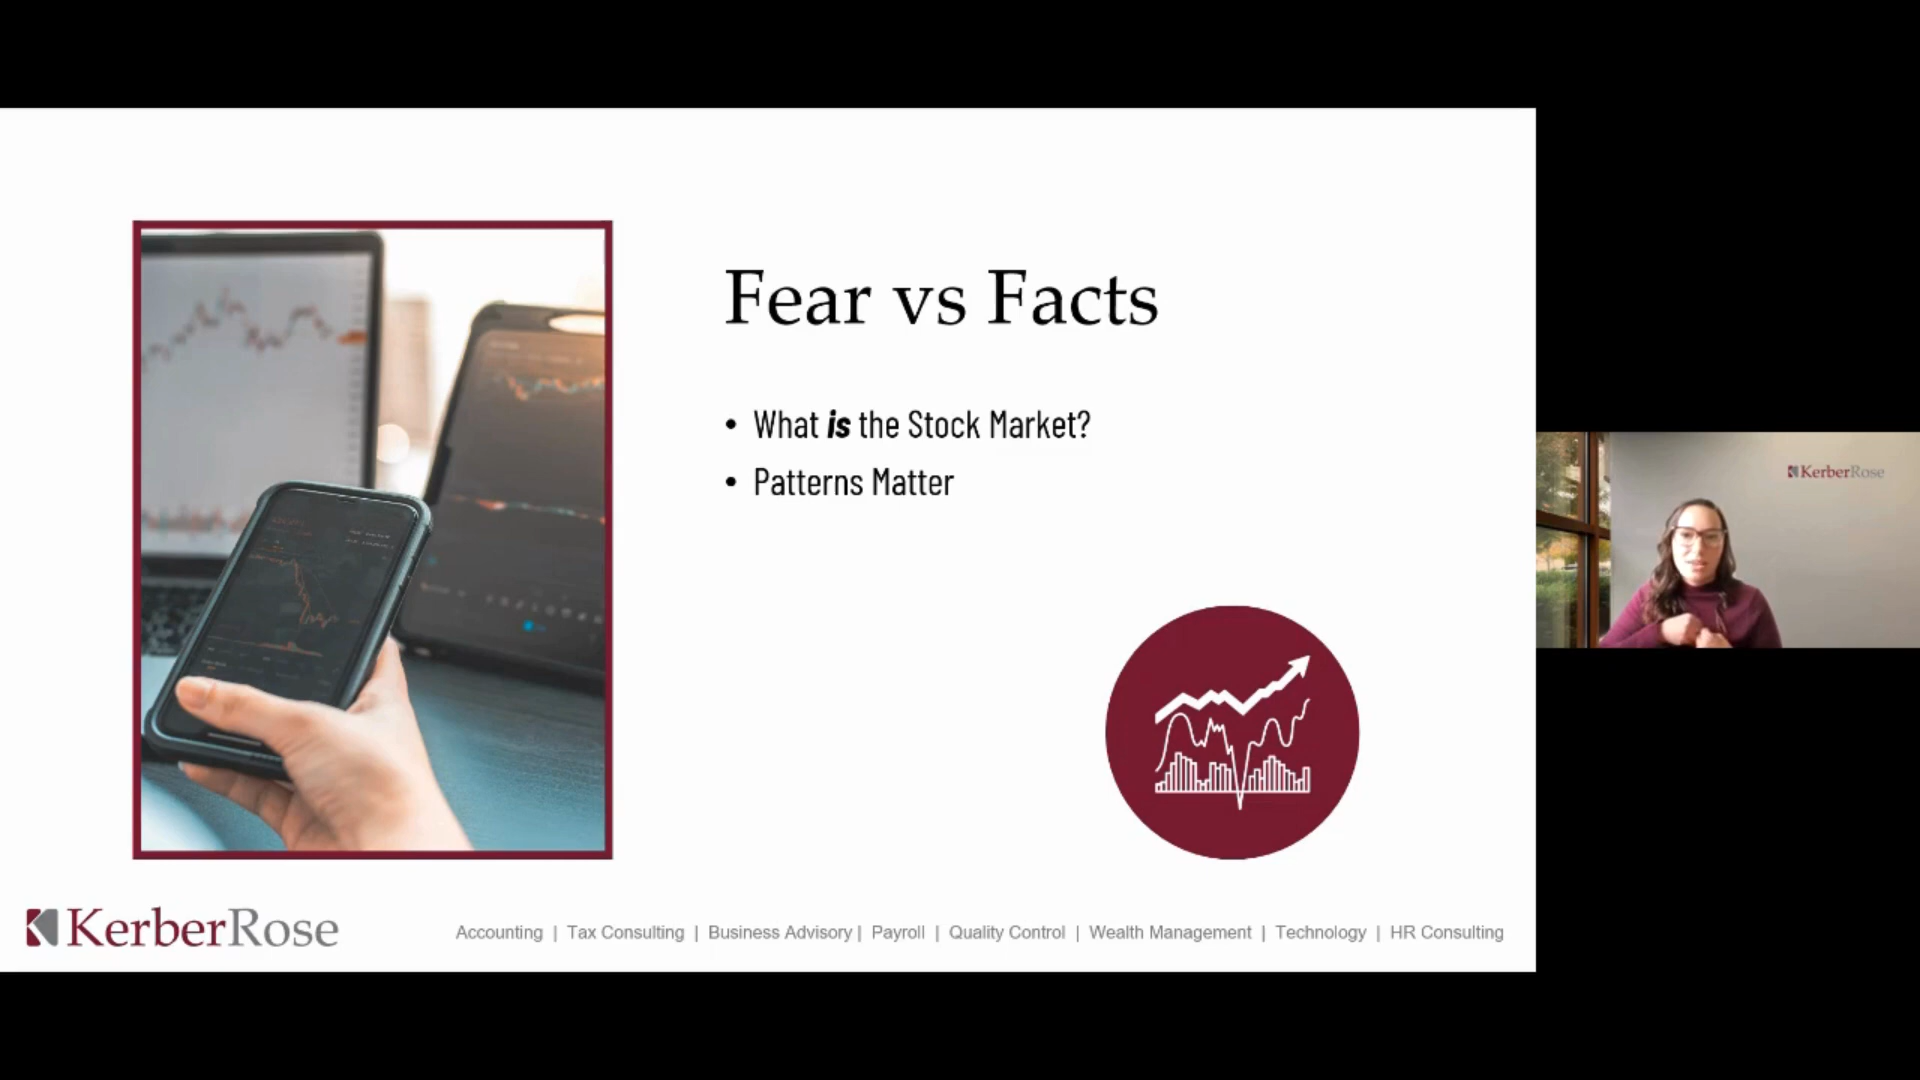 Fear vs Facts
• What is the Stock Market?
• Patterns Matter
KerberRose
KerberRose
Accounting | Tax Consulting | Business Advisory | Payroll | Quality Control | Wealth Management | Technology | HR Consulting